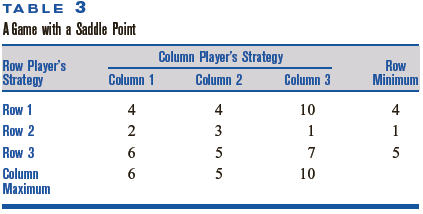 TABLE 3
A Game with a Saddle Point
Column Player's Strategy
Row Player's Strategy Column 1 Column 2 Column 3 Row Minimum
Row 1 4 4 10 4
Row 2 2 3 1 1
Row 3 6 5 7 5
Column Maximum 6 5 10